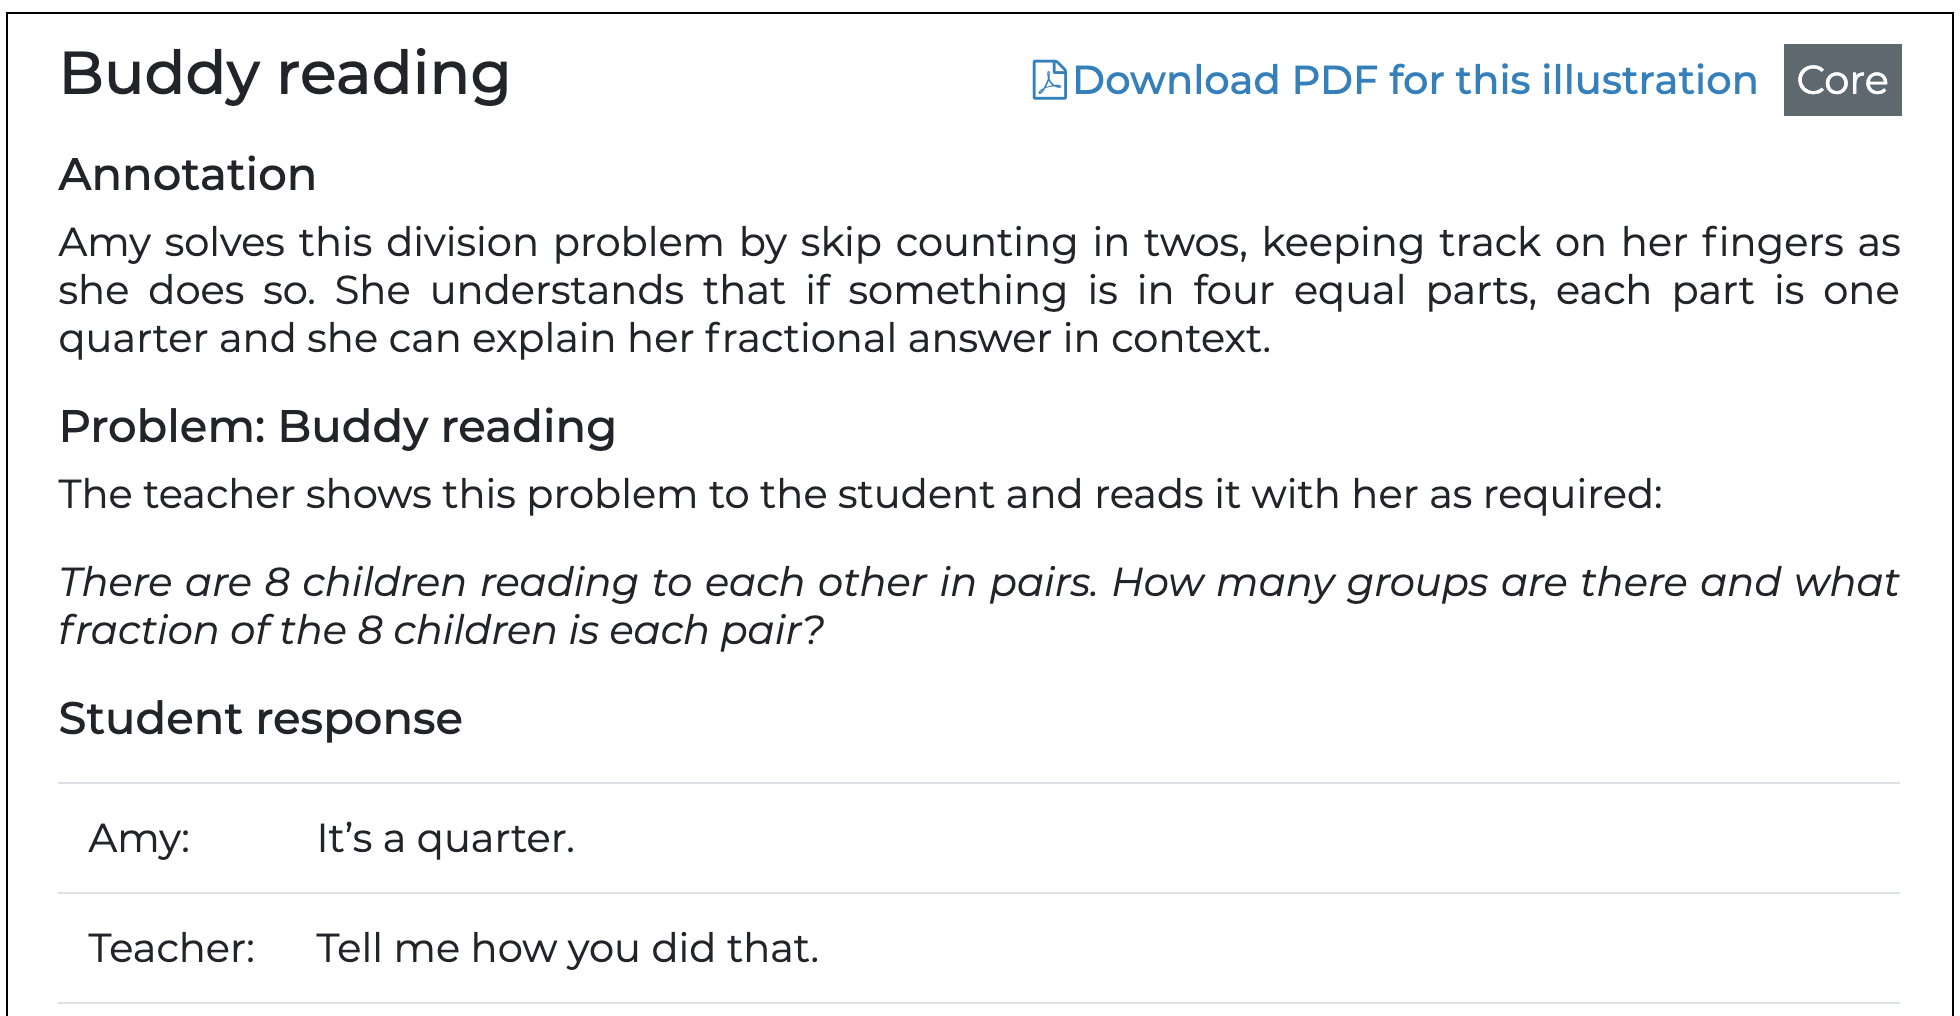 Buddy reading
Download PDF for this illustration
Core
Annotation
Amy solves this division problem by skip counting in twos, keeping track on her fingers as
she does so. She understands that if something is in four equal parts, each part is one
quarter and she can explain her fractional answer in context.
Problem: Buddy reading
The teacher shows this problem to the student and reads it with her as required:
There are 8 children reading to each other in pairs. How many groups are there and what
fraction of the 8 children is each pair?
Student response
Amy: It’s a quarter.
Teacher: Tell me how you did that.